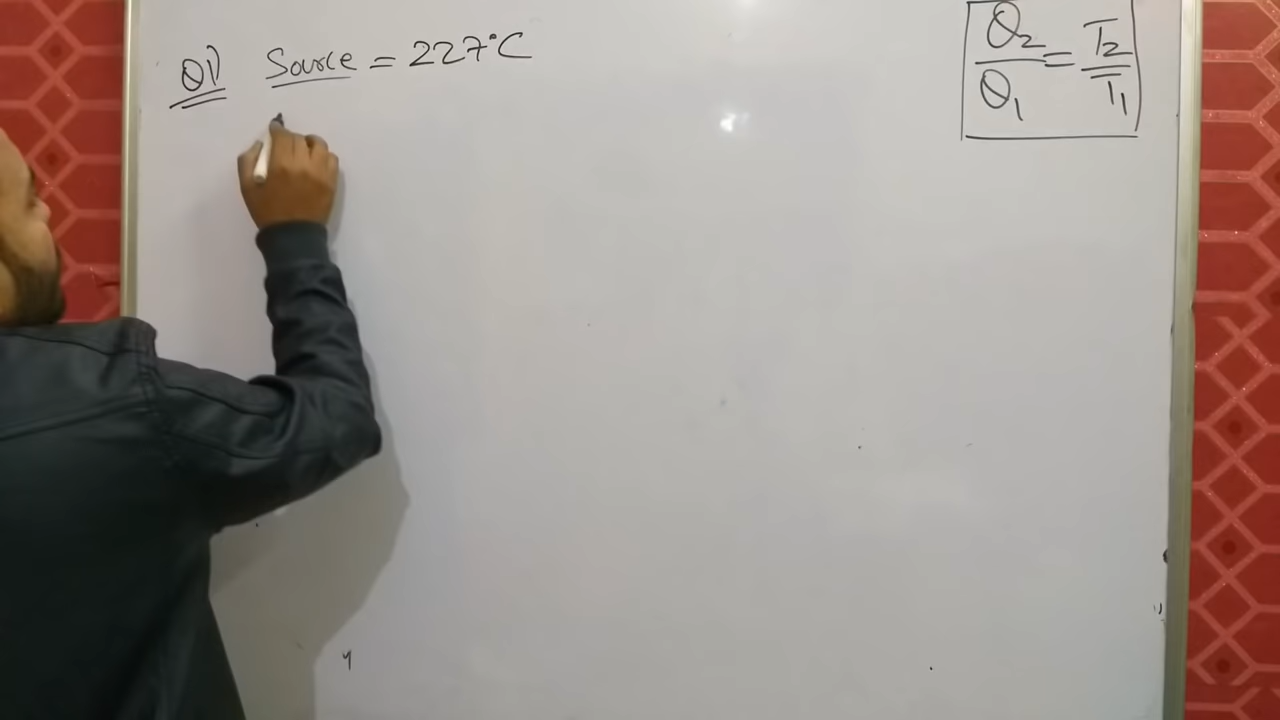 Q1) Source = 227°C
Q₂/Q₁ = T₂/T₁